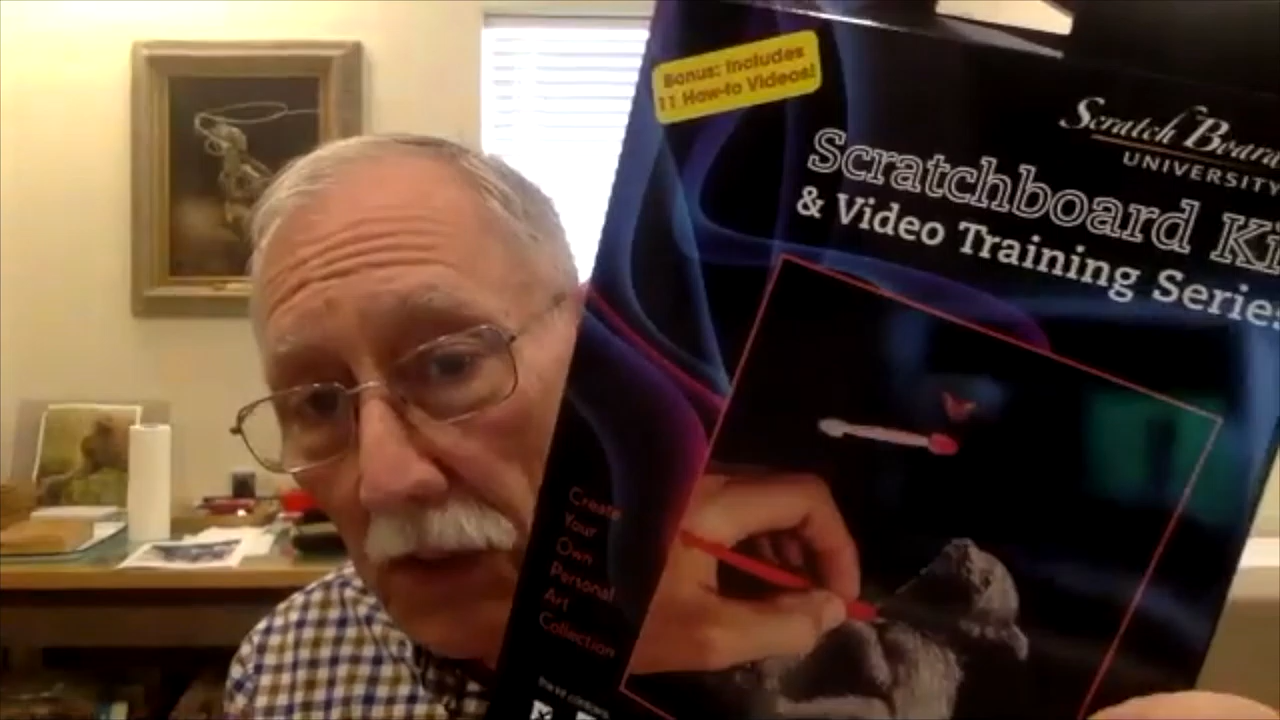 Bonus: Includes
11 How-to Videos!
Scratch Board
UNIVERSITY
Scratchboard Ki
& Video Training Series
Create
Your
Own
Personal
Art
Collection